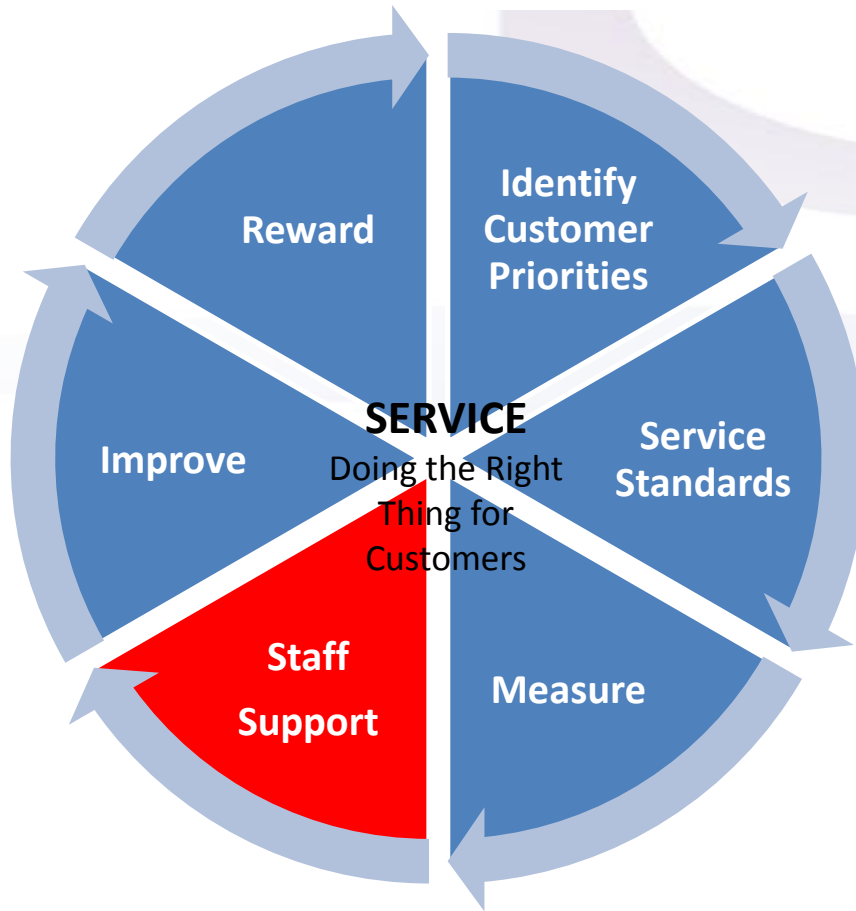 Identify
Customer
Priorities
Service
Standards
Measure
Staff
Support
Improve
Reward
SERVICE
Doing the Right
Thing for
Customers